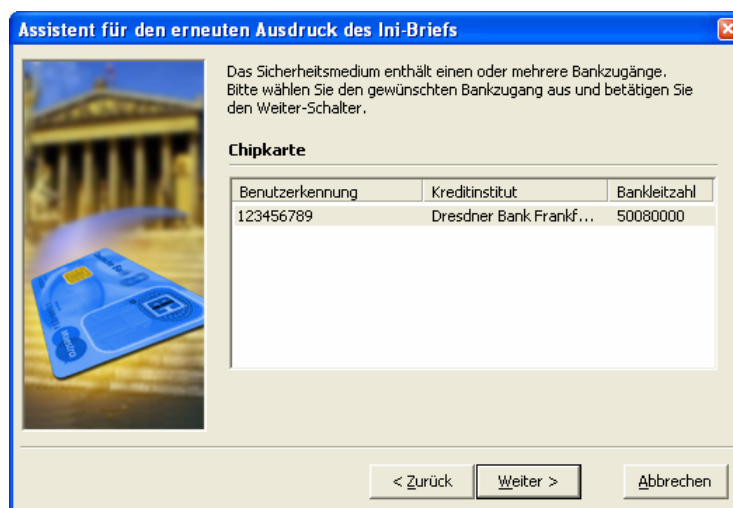 Assistent für den erneuten Ausdruck des Ini-Briefs
Das Sicherheitsmedium enthält einen oder mehrere Bankzugänge.
Bitte wählen Sie den gewünschten Bankzugang aus und betätigen Sie
den Weiter-Schalter.
Chipkarte
Benutzerkennung Kreditinstitut Bankleitzahl
123456789 Dresdner Bank Frankf... 50080000
maestro
< Zurück Weiter > Abbrechen